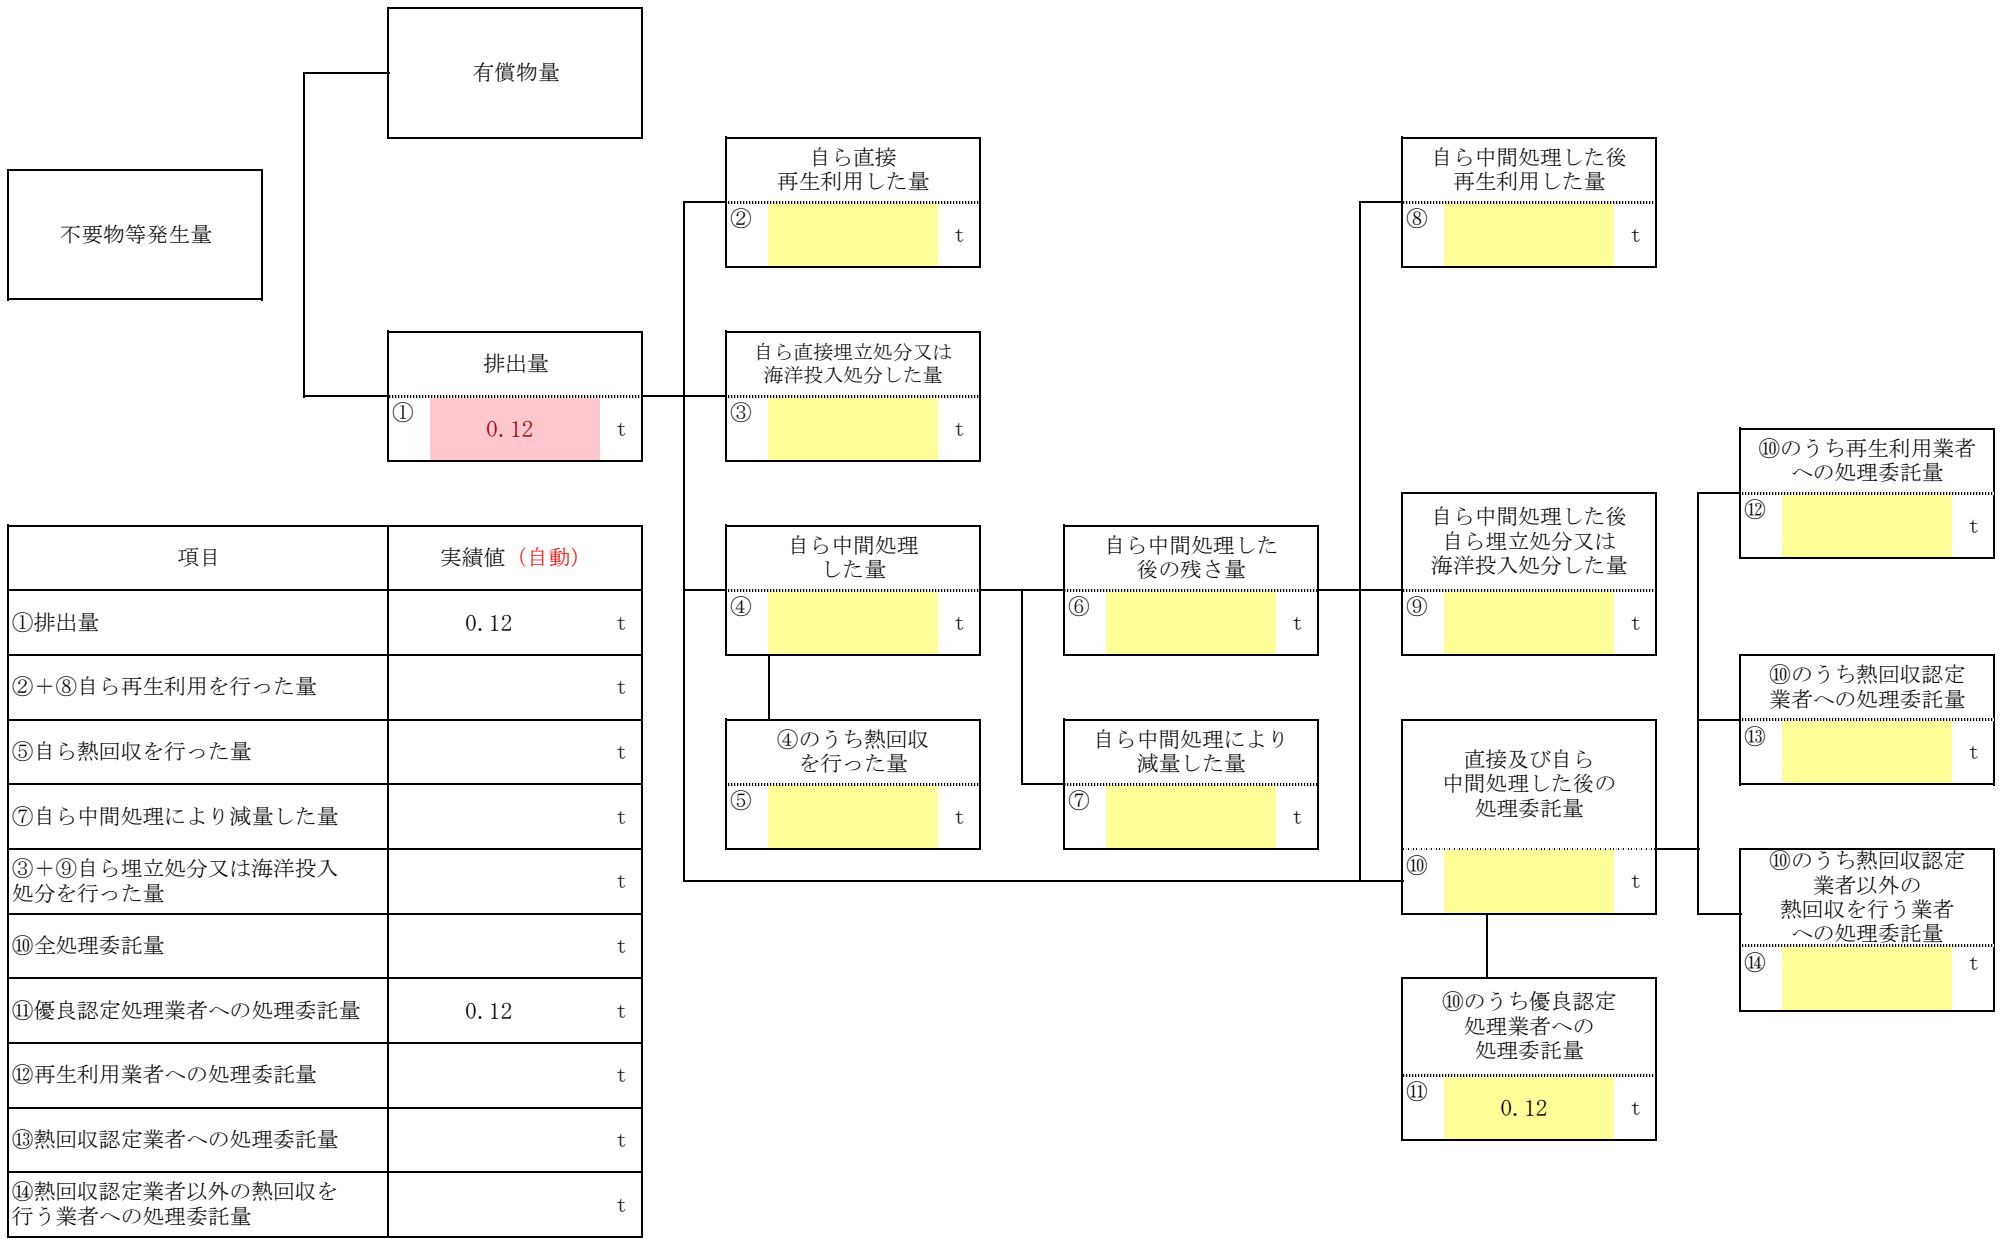 有償物量
不要物等発生量
排出量
① 0.12 t
自ら直接
再生利用した量
② t
自ら直接埋立処分又は
海洋投入処分した量
③ t
自ら中間処理
した量
④ t
④のうち熱回収
を行った量
⑤ t
自ら中間処理した
後の残さ量
⑥ t
自ら中間処理により
減量した量
⑦ t
自ら中間処理した後
再生利用した量
⑧ t
自ら中間処理した後
自ら埋立処分又は
海洋投入処分した量
⑨ t
直接及び自ら
中間処理した後の
処理委託量
⑩ t
⑩のうち優良認定
処理業者への
処理委託量
⑪ 0.12 t
⑩のうち再生利用業者
への処理委託量
⑫ t
⑩のうち熱回収認定
業者への処理委託量
⑬ t
⑩のうち熱回収認定
業者以外の
熱回収を行う業者
への処理委託量
⑭ t
項目 実績値（自動）
①排出量 0.12 t
②＋⑧自ら再生利用を行った量 t
⑤自ら熱回収を行った量 t
⑦自ら中間処理により減量した量 t
③＋⑨自ら埋立処分又は海洋投入
処分を行った量 t
⑩全処理委託量 t
⑪優良認定処理業者への処理委託量 0.12 t
⑫再生利用業者への処理委託量 t
⑬熱回収認定業者への処理委託量 t
⑭熱回収認定業者以外の熱回収を
行う業者への処理委託量 t